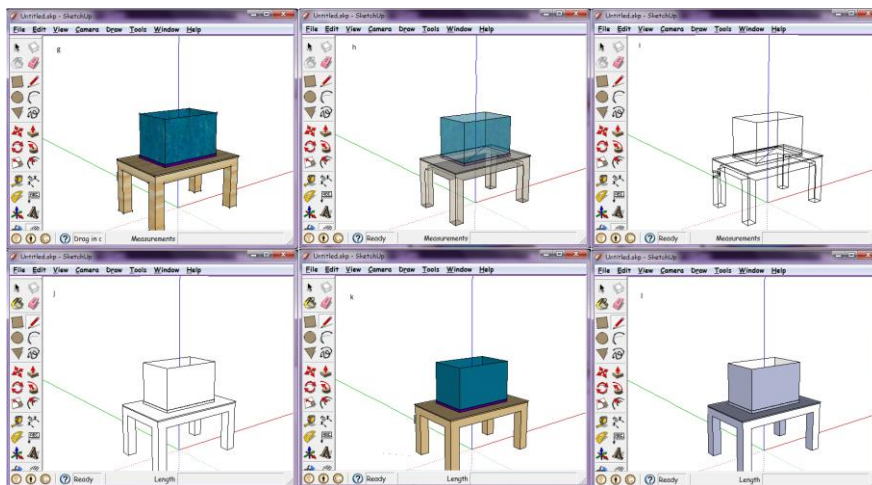 Untitled.skp - SketchUp
File Edit View Camera Draw Tools Window Help
g
Drag in c Measurements
Untitled.skp - SketchUp
File Edit View Camera Draw Tools Window Help
h
Ready Measurements
Untitled.skp - SketchUp
File Edit View Camera Draw Tools Window Help
i
Ready Measurements
Untitled.skp - SketchUp
File Edit View Camera Draw Tools Window Help
j
Ready Length
Untitled.skp - SketchUp
File Edit View Camera Draw Tools Window Help
k
Ready Length
Untitled.skp - SketchUp
File Edit View Camera Draw Tools Window Help
l
Ready Length